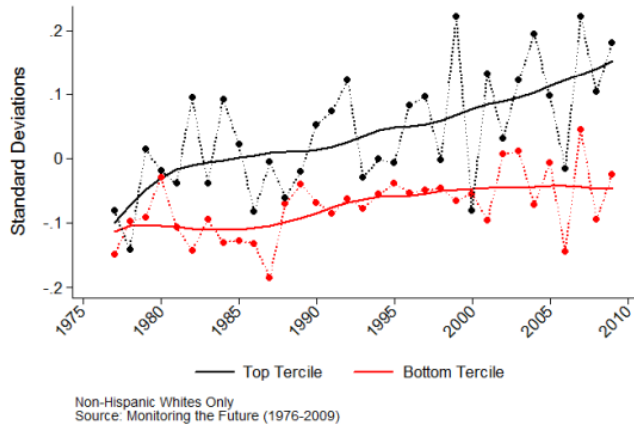 Standard Deviations
.2
.1
0
-.1
-.2
1975 1980 1985 1990 1995 2000 2005 2010
Top Tercile Bottom Tercile
Non-Hispanic Whites Only
Source: Monitoring the Future (1976-2009)